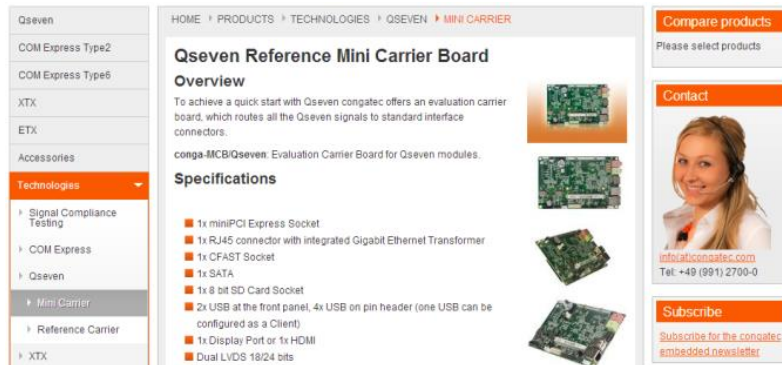 Qseven
COM Express Type2
COM Express Type6
XTX
ETX
Accessories
Technologies
Signal Compliance
Testing
COM Express
Qseven
Mini Carrier
Reference Carrier
XTX
HOME PRODUCTS TECHNOLOGIES QSEVEN MINI CARRIER
Qseven Reference Mini Carrier Board
Overview
To achieve a quick start with Qseven congatec offers an evaluation carrier
board, which routes all the Qseven signals to standard interface
connectors.
conga-MCB/Qseven: Evaluation Carrier Board for Qseven modules.
Specifications
1x miniPCI Express Socket
1x RJ45 connector with integrated Gigabit Ethernet Transformer
1x CFAST Socket
1x SATA
1x 8 bit SD Card Socket
2x USB at the front panel, 4x USB on pin header (one USB can be
configured as a Client)
1x Display Port or 1x HDMI
Dual LVDS 18/24 bits
Compare products
Please select products
Contact
info(at)congatec.com
Tel: +49 (991) 2700-0
Subscribe
Subscribe for the congatec
embedded newsletter